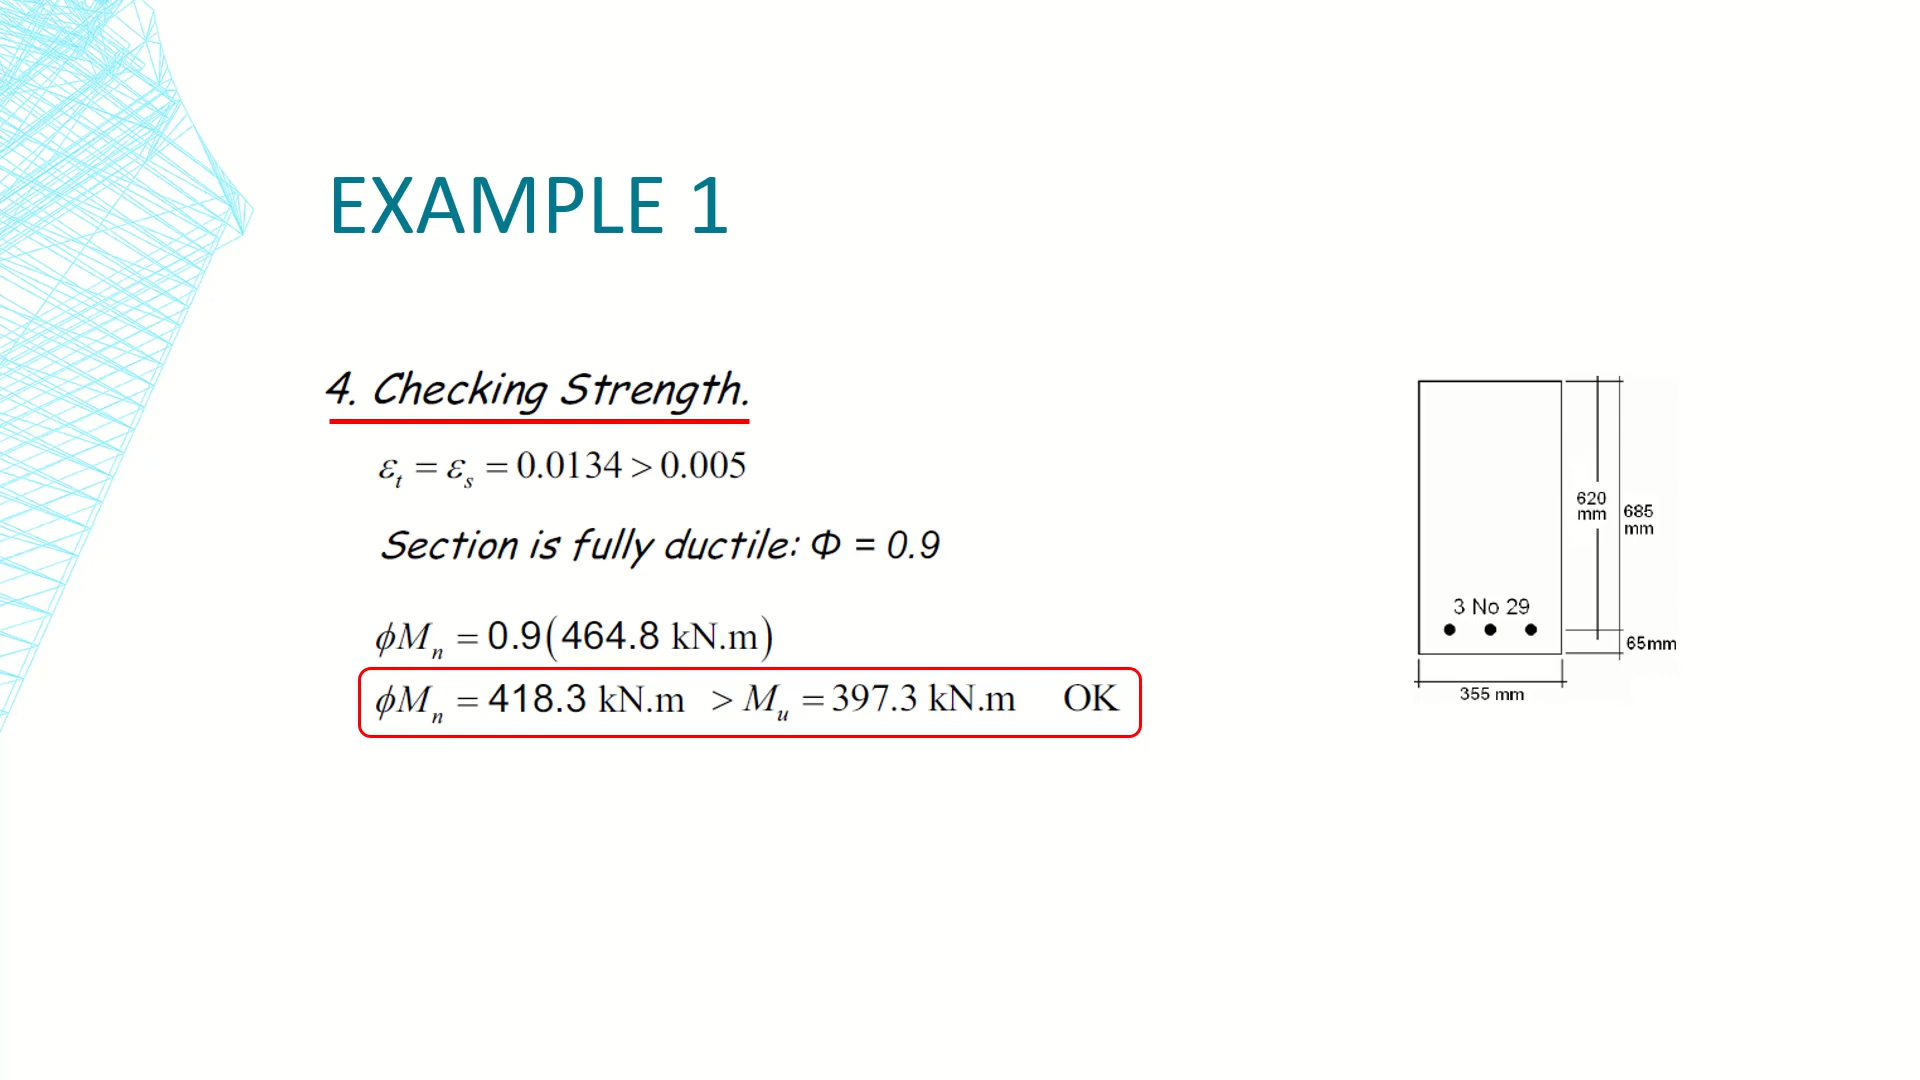 EXAMPLE 1
4. Checking Strength.
εt = εs = 0.0134 > 0.005
Section is fully ductile: Φ = 0.9
ϕMn = 0.9(464.8 kN.m)
ϕMn = 418.3 kN.m > Mu = 397.3 kN.m OK
620
mm
685
mm
3 No 29
65mm
355 mm